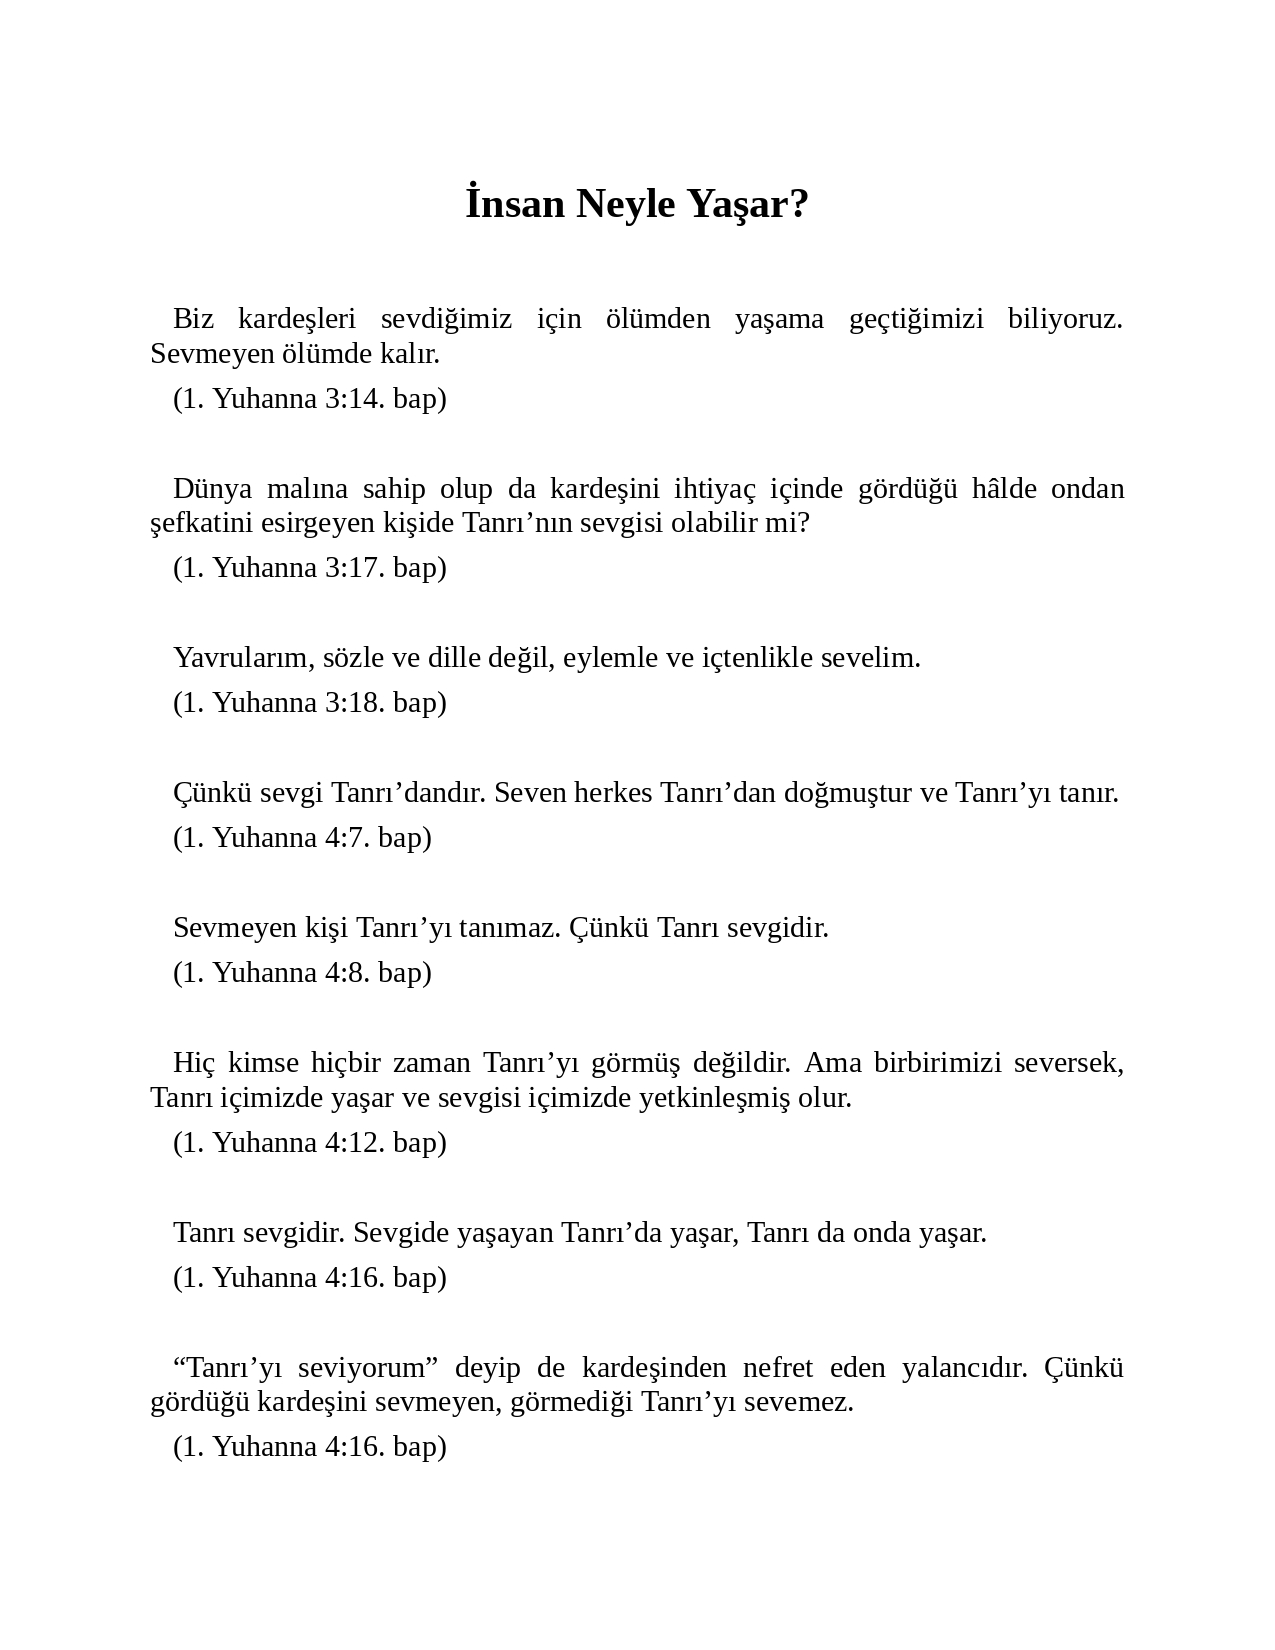 İnsan Neyle Yaşar?
Biz kardeşleri sevdiğimiz için ölümden yaşama geçtiğimizi biliyoruz.
Sevmeyen ölümde kalır.
(1. Yuhanna 3:14. bap)
Dünya malına sahip olup da kardeşini ihtiyaç içinde gördüğü hâlde ondan
şefkatini esirgeyen kişide Tanrı’nın sevgisi olabilir mi?
(1. Yuhanna 3:17. bap)
Yavrularım, sözle ve dille değil, eylemle ve içtenlikle sevelim.
(1. Yuhanna 3:18. bap)
Çünkü sevgi Tanrı’dandır. Seven herkes Tanrı’dan doğmuştur ve Tanrı’yı tanır.
(1. Yuhanna 4:7. bap)
Sevmeyen kişi Tanrı’yı tanımaz. Çünkü Tanrı sevgidir.
(1. Yuhanna 4:8. bap)
Hiç kimse hiçbir zaman Tanrı’yı görmüş değildir. Ama birbirimizi seversek,
Tanrı içimizde yaşar ve sevgisi içimizde yetkinleşmiş olur.
(1. Yuhanna 4:12. bap)
Tanrı sevgidir. Sevgide yaşayan Tanrı’da yaşar, Tanrı da onda yaşar.
(1. Yuhanna 4:16. bap)
“Tanrı’yı seviyorum” deyip de kardeşinden nefret eden yalancıdır. Çünkü
gördüğü kardeşini sevmeyen, görmediği Tanrı’yı sevemez.
(1. Yuhanna 4:16. bap)